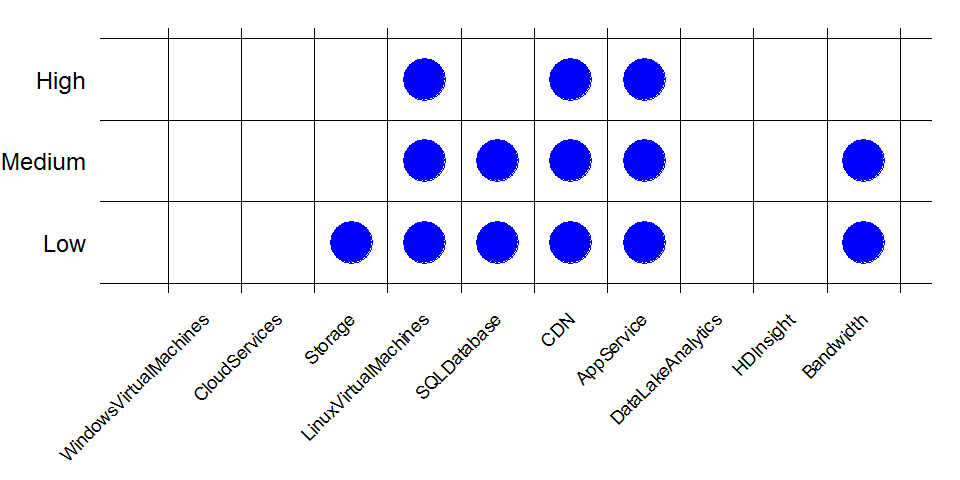 High
Medium
Low
WindowsVirtualMachines
CloudServices
Storage
LinuxVirtualMachines
SQLDatabase
CDN
AppService
DataLakeAnalytics
HDInsight
Bandwidth